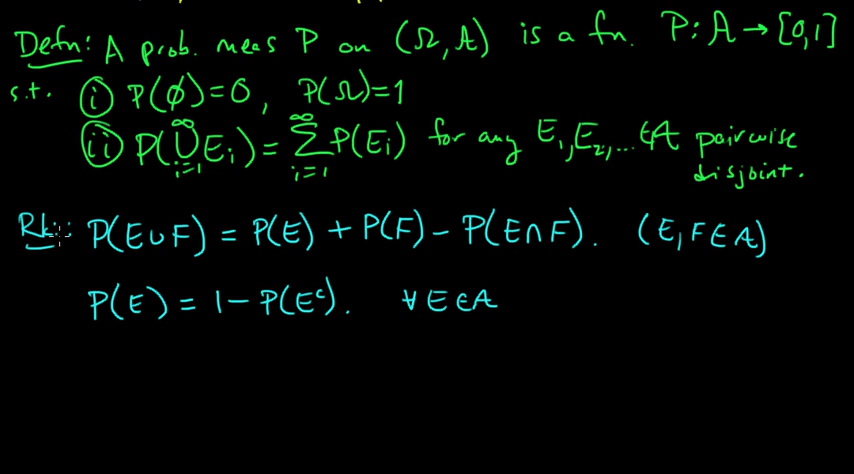 Defn: A prob. meas P on (Ω, A) is a fn. P: A → [0,1]
s.t. (i) P(∅)=0, P(Ω)=1
(ii) P(⋃_{i=1}^{∞} E_i) = ∑_{i=1}^{∞} P(E_i) for any E_1, E_2, ... ∈ A pairwise
disjoint.
Rk: P(E∪F) = P(E) + P(F) − P(E∩F). (E, F ∈ A)
P(E) = 1 − P(E^c). ∀ E ∈ A